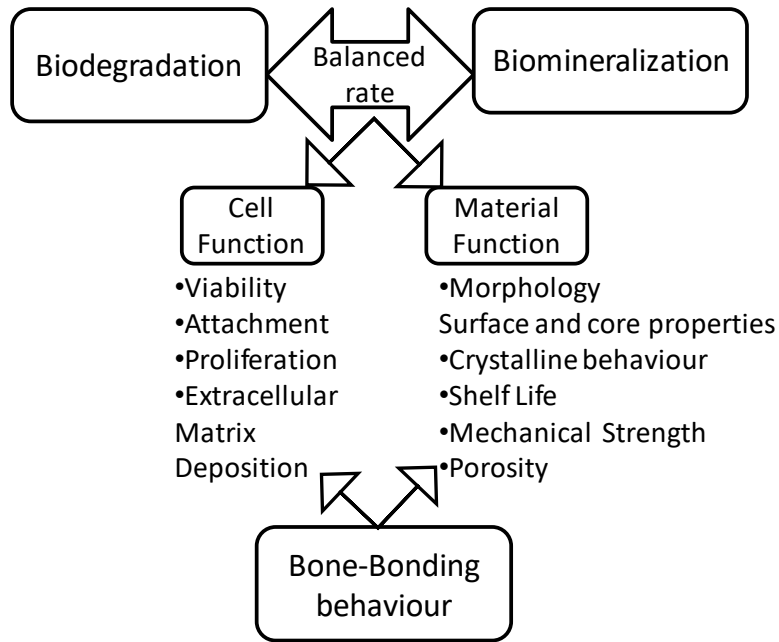 Biodegradation
Balanced
rate
Biomineralization
Cell
Function
•Viability
•Attachment
•Proliferation
•Extracellular
Matrix
Deposition
Material
Function
•Morphology
Surface and core properties
•Crystalline behaviour
•Shelf Life
•Mechanical Strength
•Porosity
Bone-Bonding
behaviour